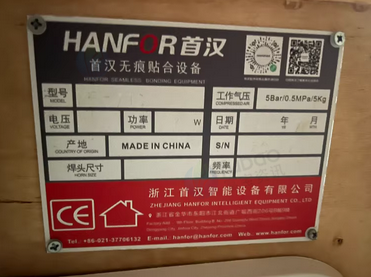 HANFOR首汉
首汉无痕贴合设备
HANFOR SEAMLESS BONDING EQUIPMENT
型号
MODEL
工作气压
COMPRESSED AIR
5Bar/0.5MPa/5Kg
电压
VOLTAGE
功率
POWER
W
日期
DATE
年
月
产地
COUNTRY OF ORIGIN
MADE IN CHINA
S/N
焊头尺寸
HORN SIZE
频率
FREQUENCY
浙江首汉智能设备有限公司
ZHEJIANG HANFOR INTELLIGENT EQUIPMENT CO., LTD
CE
Tel: +86-021-37796132
E-mail: hanfor@hanfor.com